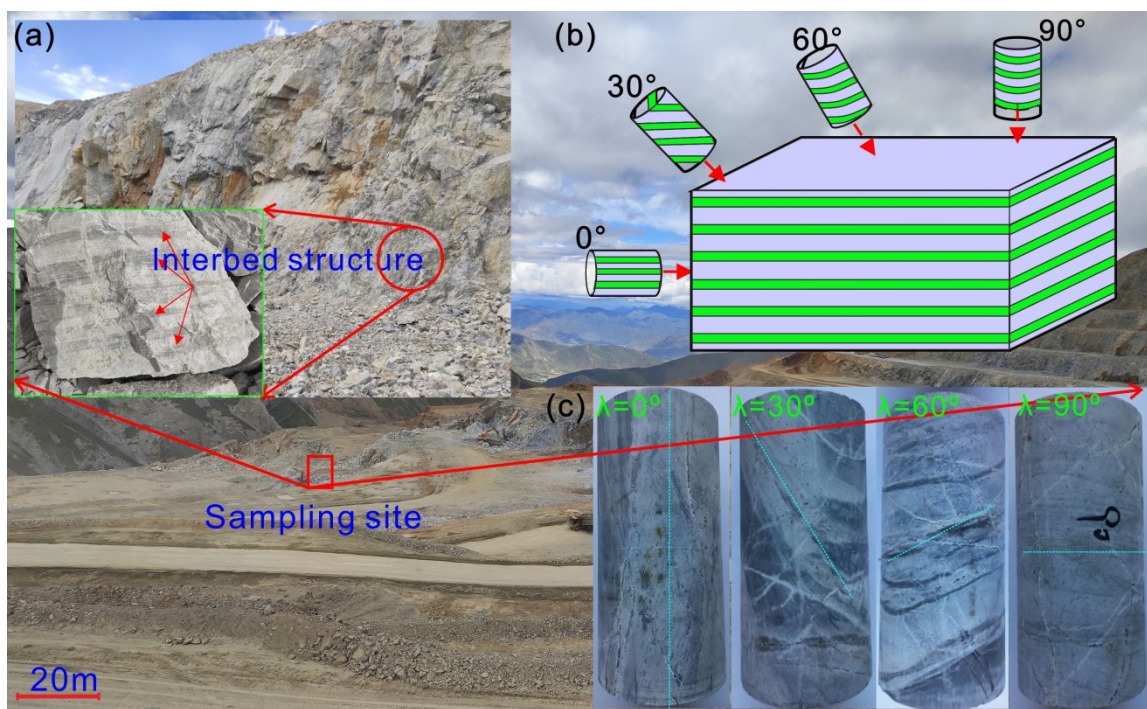 (a)
Interbed structure
Sampling site
20m
(b)
0°
30°
60°
90°
(c)
λ=0°
λ=30°
λ=60°
λ=90°